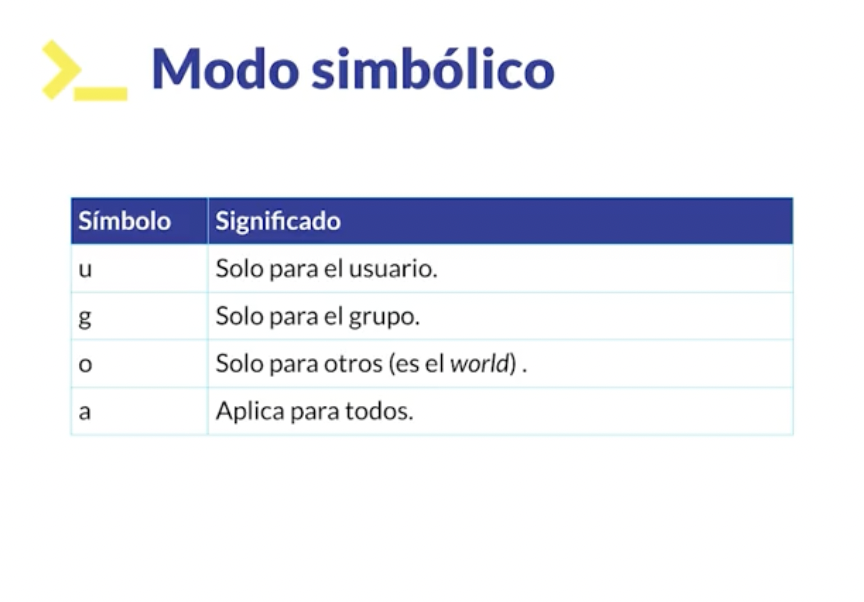 >_ Modo simbólico
Símbolo Significado
u Solo para el usuario.
g Solo para el grupo.
o Solo para otros (es el world) .
a Aplica para todos.